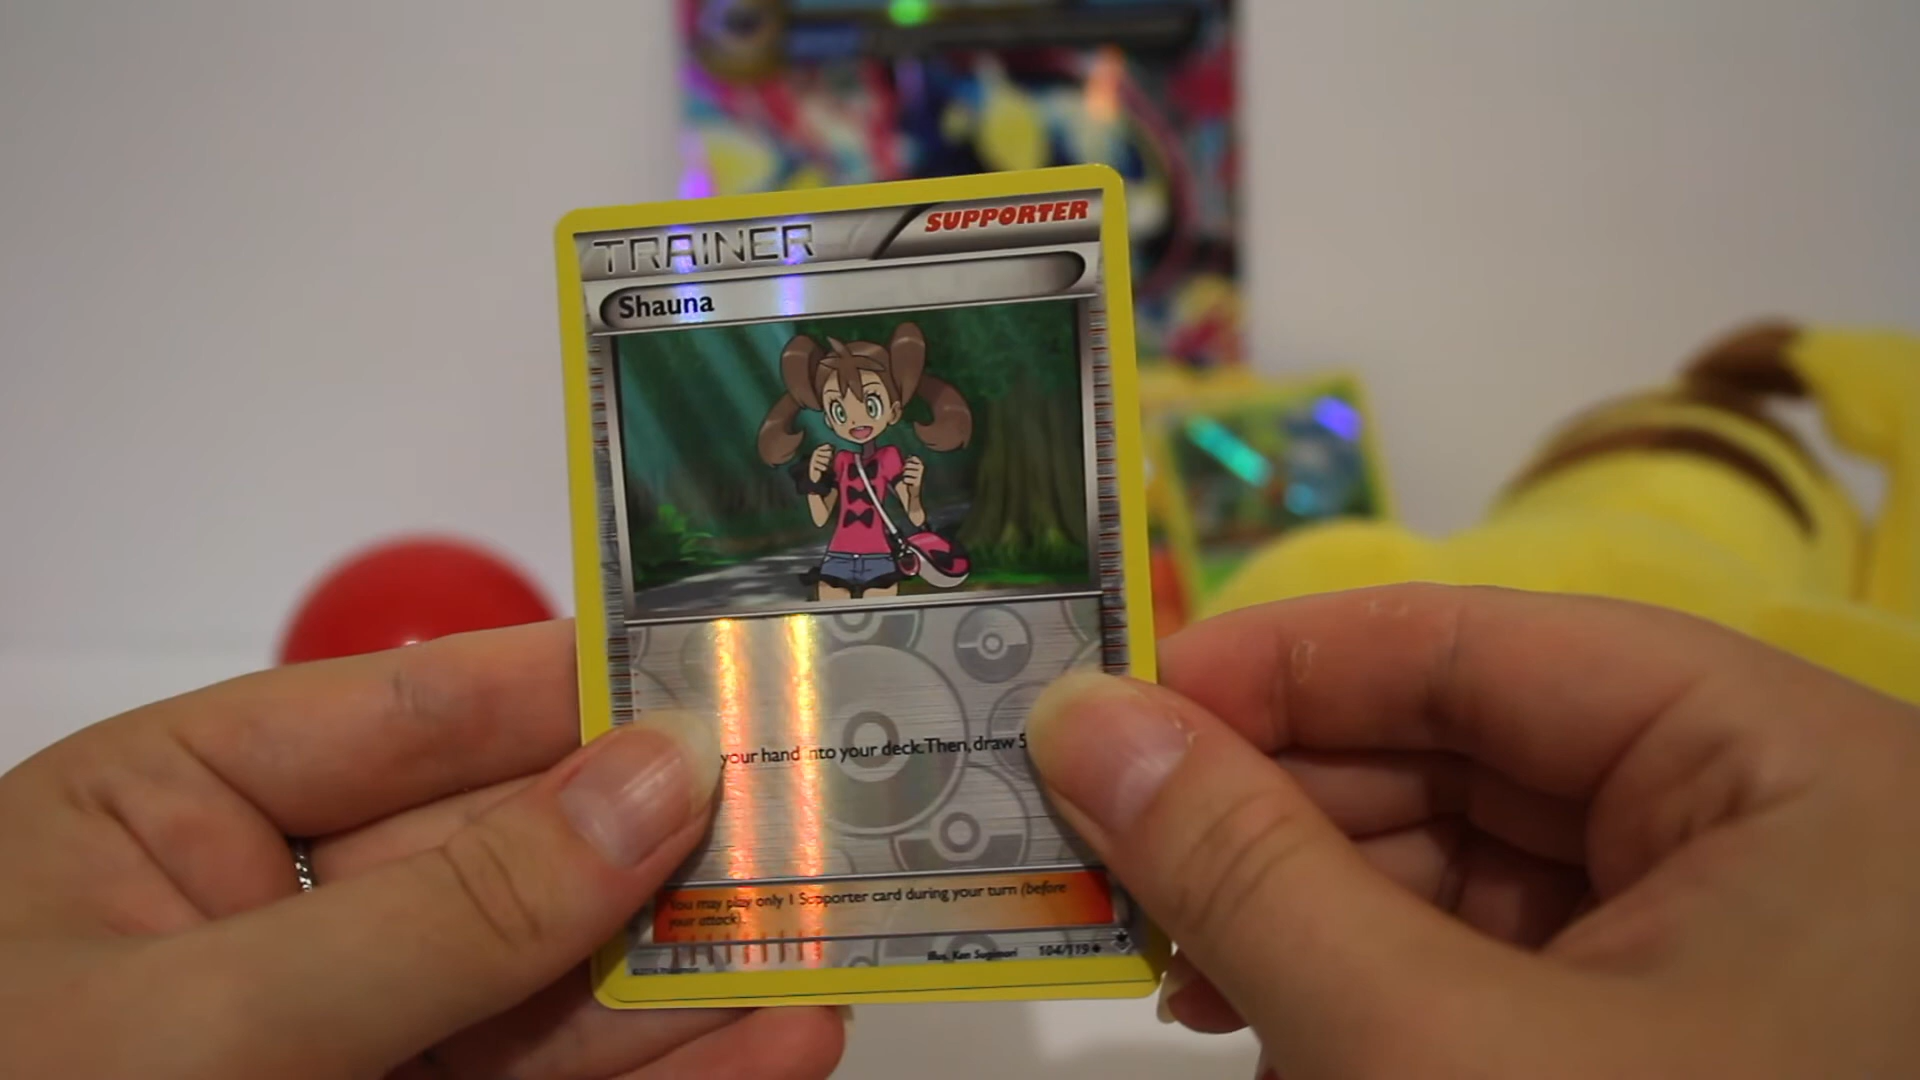 TRAINER
SUPPORTER
Shauna
your hand into your deck. Then, draw 5
You may play only 1 Supporter card during your turn (before
your attack).
Illus. Ken Sugimori 104/119